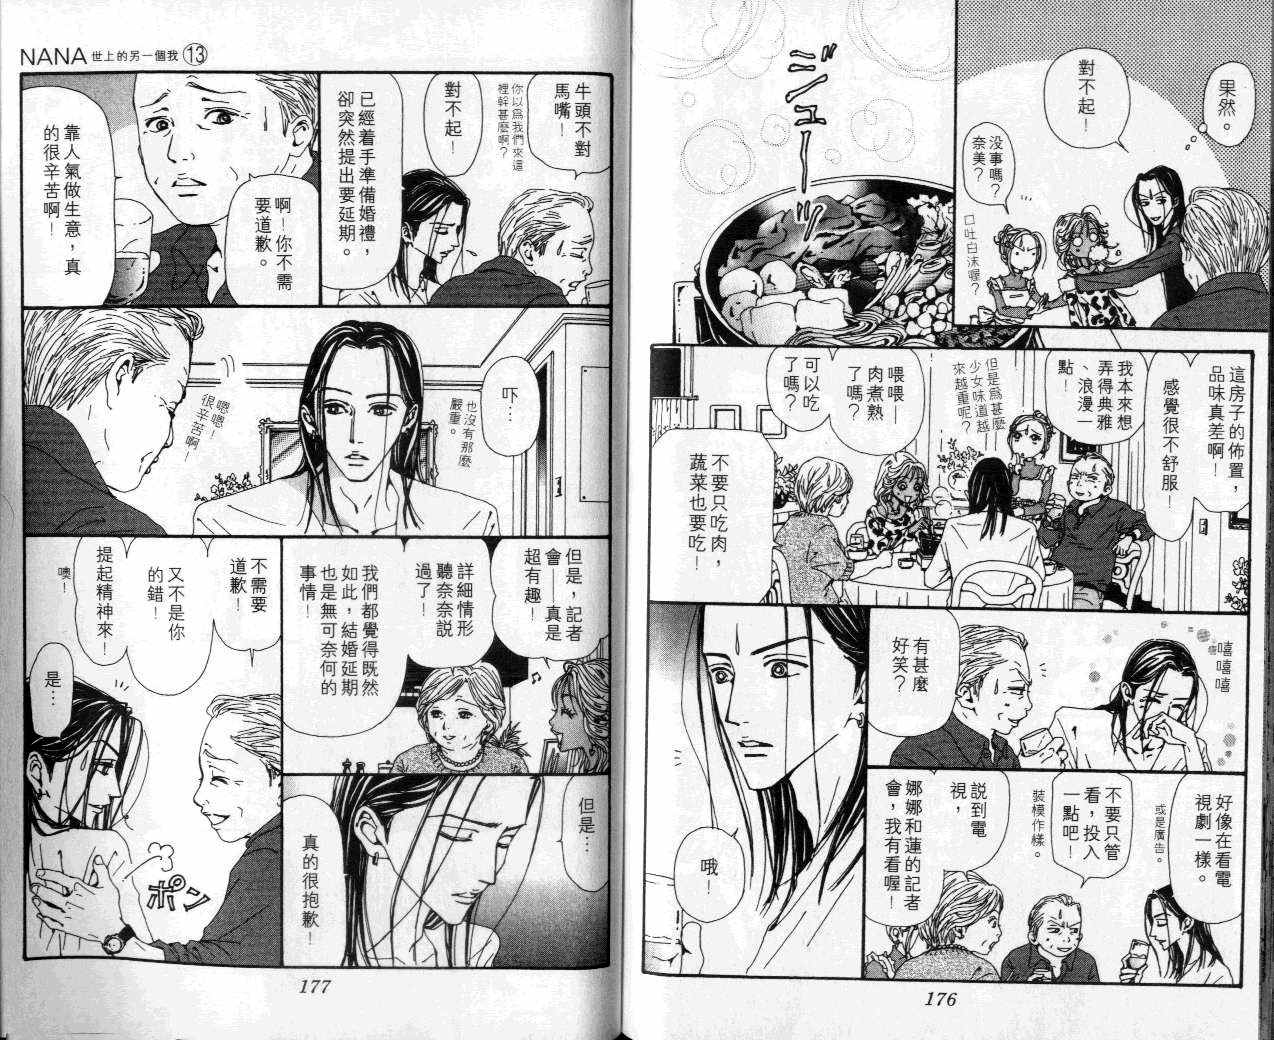 果然。
對不起！
没事嗎？
奈美？
口吐白沫喔？
ジューーッ
這房子的佈置，
品味真差啊！
感覺很不舒服！
我本來想
弄得典雅
、浪漫一
點！
但是爲甚麼
少女味道越
來越重呢？
喂喂—
肉煮熟
了嗎？
可以吃
了嗎？
不要只吃肉，
蔬菜也要吃！
嘻嘻嘻
有甚麼
好笑？
哦！
好像在看電
視劇一樣。
或是廣告。
不要只管
看，投入
一點吧！
裝模作樣。
説到電
視，
娜娜和蓮的記者
會，我有看喔！
176
NANA 世上的另一個我 ⑬
牛頭不對
馬嘴！
你以爲我們來這
裡幹甚麼啊？
對不起！
已經着手準備婚禮，
卻突然提出要延期。
啊！你不需
要道歉。
靠人氣做生意，真
的很辛苦啊！
吓…
也沒有那麼
嚴重。
嗯嗯！
很辛苦啊！
但是，記者
會—真是
超有趣！
詳細情形
聽奈奈說
過了！
我們都覺得既然
如此，結婚延期
也是無可奈何的
事情！
但是…
真的很抱歉！
不需要
道歉！
又不是你
的錯！
提起精神來！
噢！
是…
ポン
177